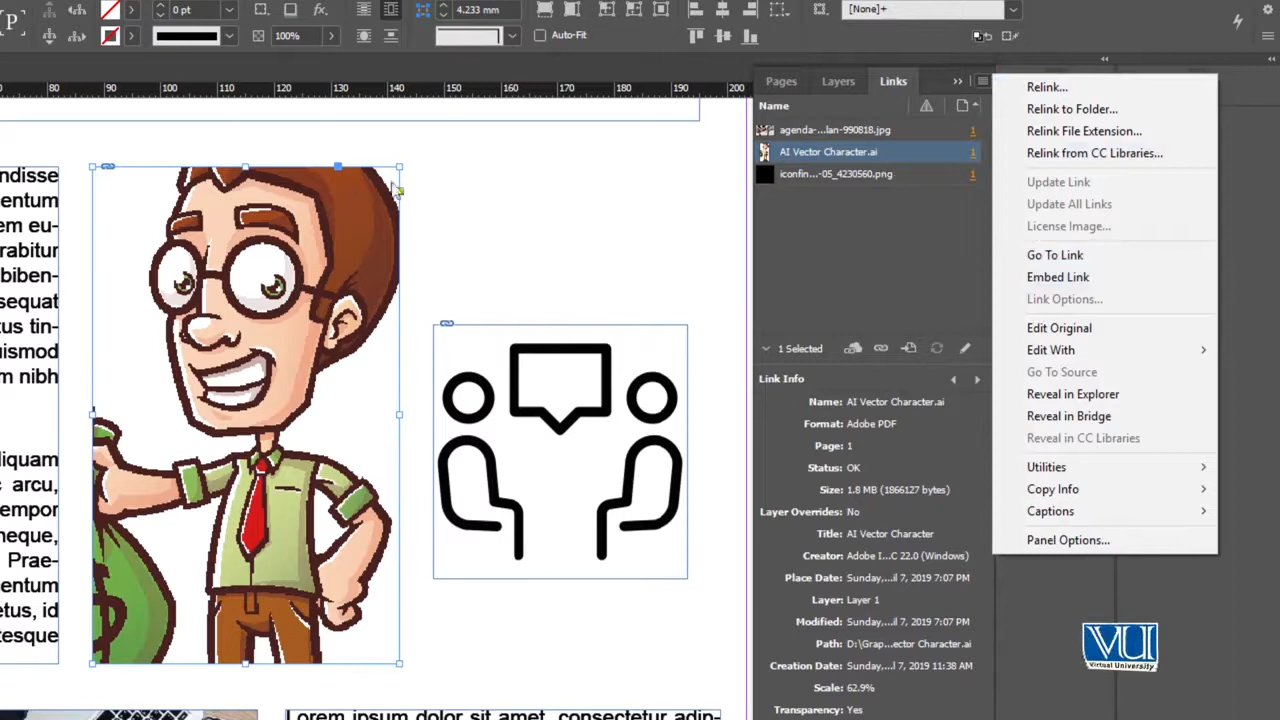 0 pt
fx.
4.233 mm
[None]+
100%
Auto-Fit
80 90 100 110 120 130 140 150 160 170 180 190 200
Pages Layers Links
Name
agenda-...lan-990818.jpg 1
AI Vector Character.ai 1
iconfin...-05_4230560.png 1
1 Selected
Link Info
Name: AI Vector Character.ai
Format: Adobe PDF
Page: 1
Status: OK
Size: 1.8 MB (1866127 bytes)
Layer Overrides: No
Title: AI Vector Character
Creator: Adobe I...C 22.0 (Windows)
Place Date: Sunday,...il 7, 2019 7:07 PM
Layer: Layer 1
Modified: Sunday,...il 7, 2019 7:07 PM
Path: D:\Grap...ector Character.ai
Creation Date: Sunday,...il 7, 2019 11:38 AM
Scale: 62.9%
Transparency: Yes
Relink...
Relink to Folder...
Relink File Extension...
Relink from CC Libraries...
Update Link
Update All Links
License Image...
Go To Link
Embed Link
Link Options...
Edit Original
Edit With
Go To Source
Reveal in Explorer
Reveal in Bridge
Reveal in CC Libraries
Utilities
Copy Info
Captions
Panel Options...
ndisse
entum
em eu-
rabitur
biben-
sequat
tus tin-
uismod
m nibh
liquam
c arcu,
empor
neque,
Prae-
entum
etus, id
tesque
Lorem ipsum dolor sit amet, consectetur adip-
VU
Virtual University